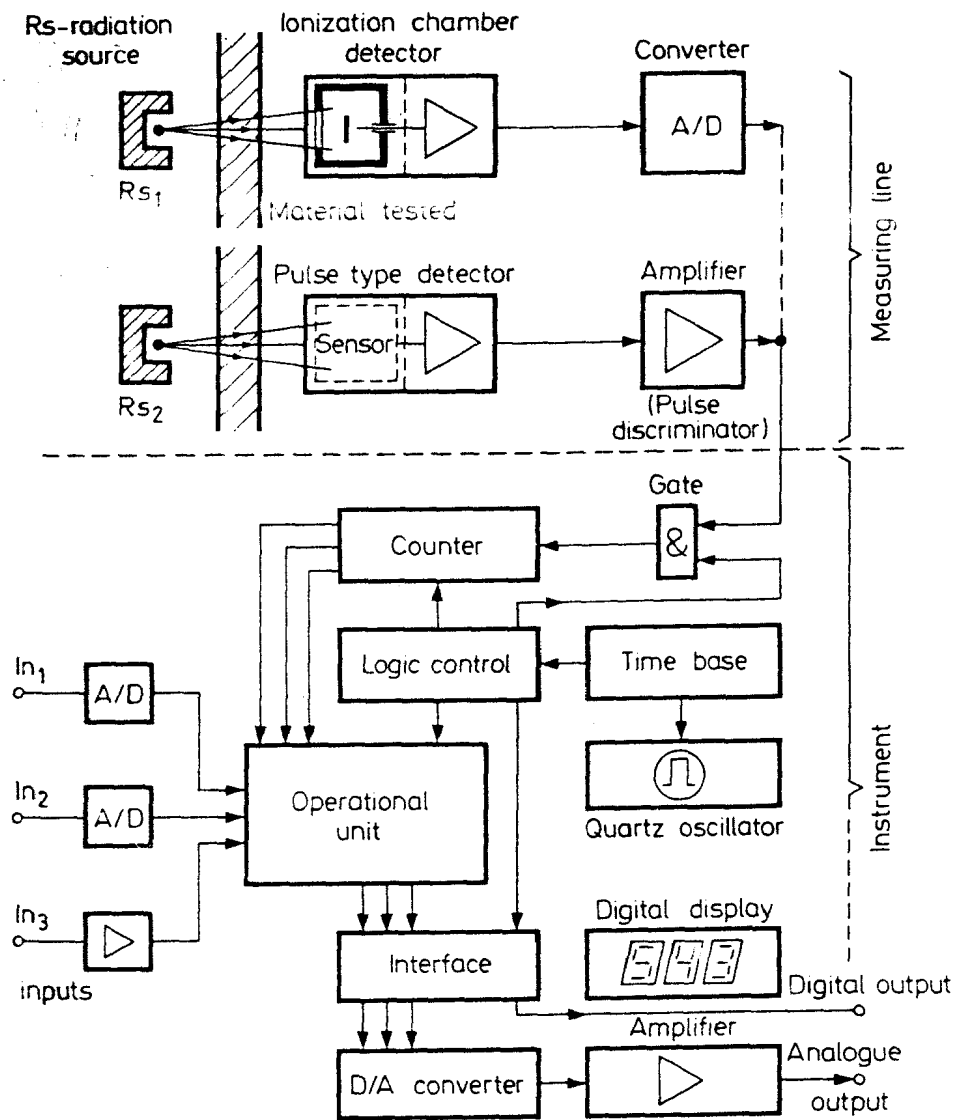 Rs-radiation
source
Ionization chamber
detector
Converter
A/D
Rs1
Material tested
Pulse type detector
Amplifier
Sensor
Rs2
(Pulse
discriminator)
Measuring line
Gate
&
Counter
Logic control
Time base
In1
A/D
In2
A/D
Operational
unit
Quartz oscillator
Instrument
In3
inputs
Digital display
543
Interface
Digital output
Amplifier
D/A converter
Analogue
output